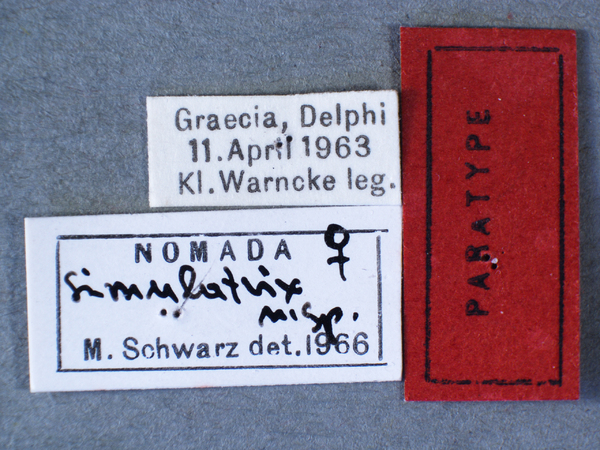 Graecia, Delphi
11. April 1963
Kl. Warncke leg.
NOMADA ♀
simulatrix
n.sp.
M. Schwarz det. 1966
PARATYPE